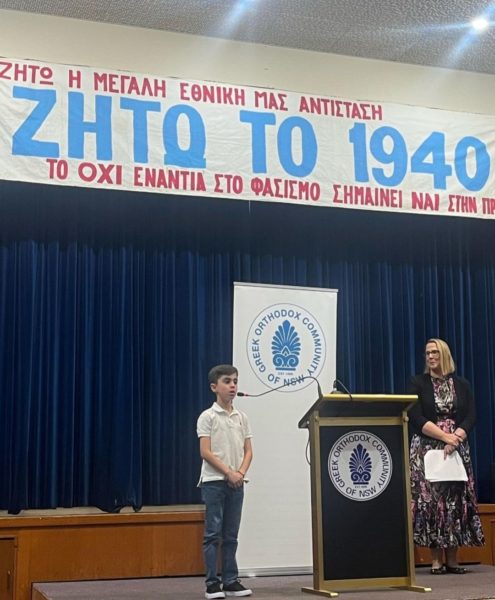 ΖΗΤΩ Η ΜΕΓΑΛΗ ΕΘΝΙΚΗ ΜΑΣ ΑΝΤΙΣΤΑΣΗ
ΖΗΤΩ ΤΟ 1940
ΤΟ ΟΧΙ ΕΝΑΝΤΙΑ ΣΤΟ ΦΑΣΙΣΜΟ ΣΗΜΑΙΝΕΙ ΝΑΙ ΣΤΗΝ ΠΡ
GREEK ORTHODOX COMMUNITY
OF NSW
GREEK ORTHODOX COMMUNITY
OF NSW